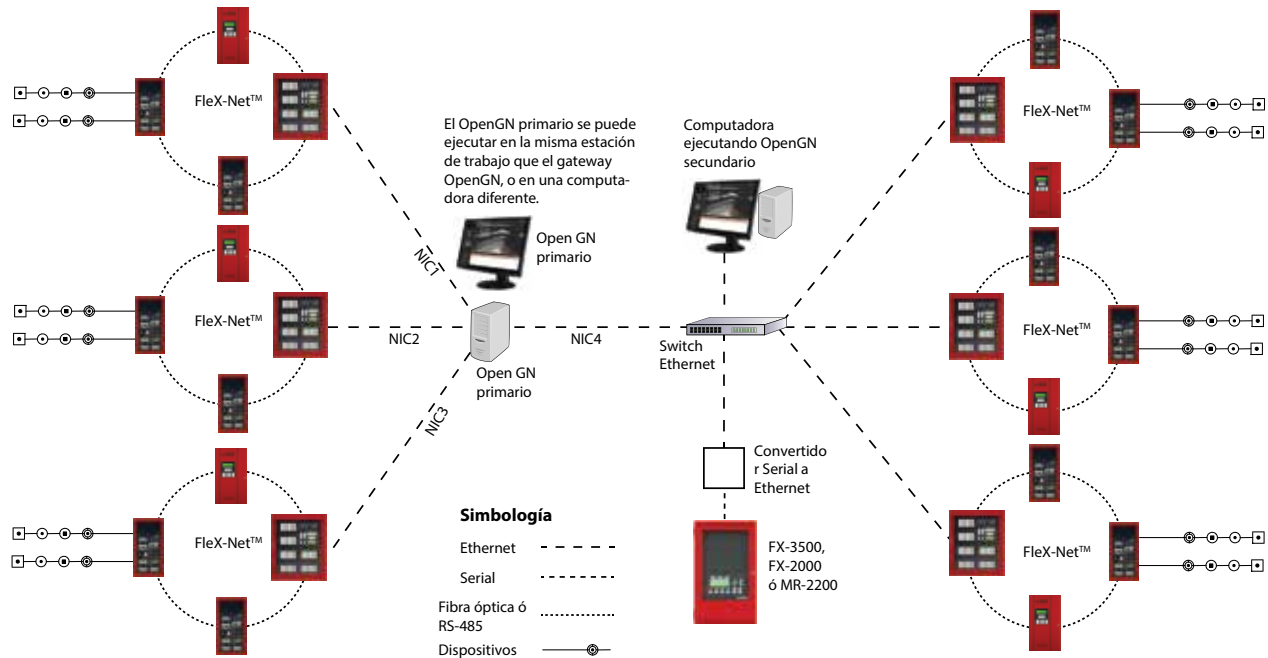 FleX-Net™
El OpenGN primario se puede
ejecutar en la misma estación
de trabajo que el gateway
OpenGN, o en una computa-
dora diferente.
Computadora
ejecutando OpenGN
secundario
FleX-Net™
NIC1
Open GN
primario
FleX-Net™
NIC2
NIC4
Open GN
primario
Switch
Ethernet
FleX-Net™
NIC3
Convertido
r Serial a
Ethernet
FleX-Net™
Simbología
Ethernet
Serial
Fibra óptica ó
RS-485
Dispositivos
FX-3500,
FX-2000
ó MR-2200
FleX-Net™